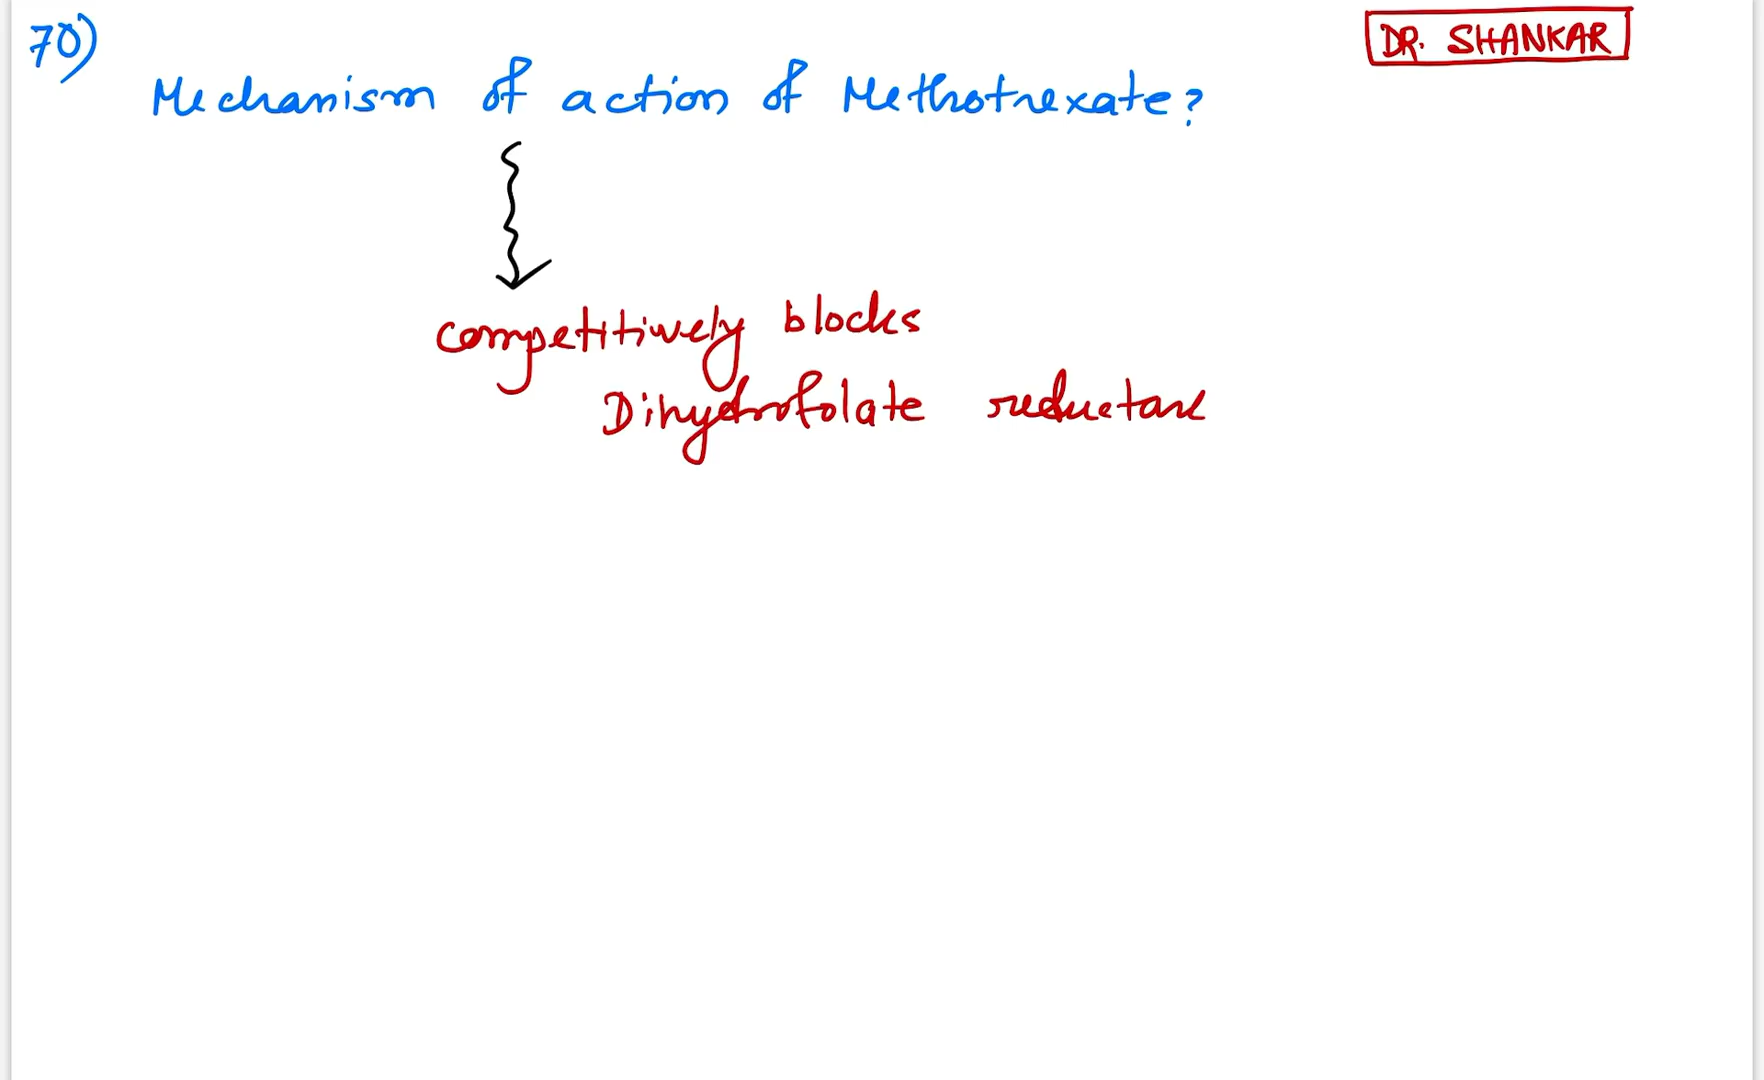 70)
DR. SHANKAR
Mechanism of action of Methotrexate?
competitively blocks
Dihydrofolate reductase